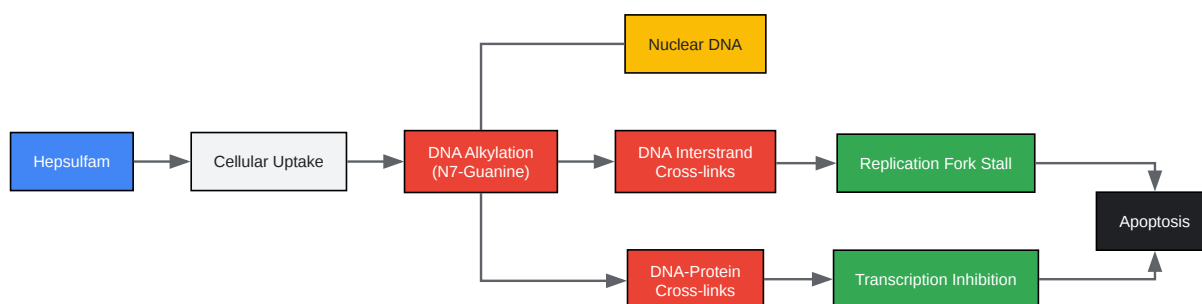 Nuclear DNA
Hepsulfam
Cellular Uptake
DNA Alkylation
(N7-Guanine)
DNA Interstrand
Cross-links
Replication Fork Stall
Apoptosis
DNA-Protein
Cross-links
Transcription Inhibition